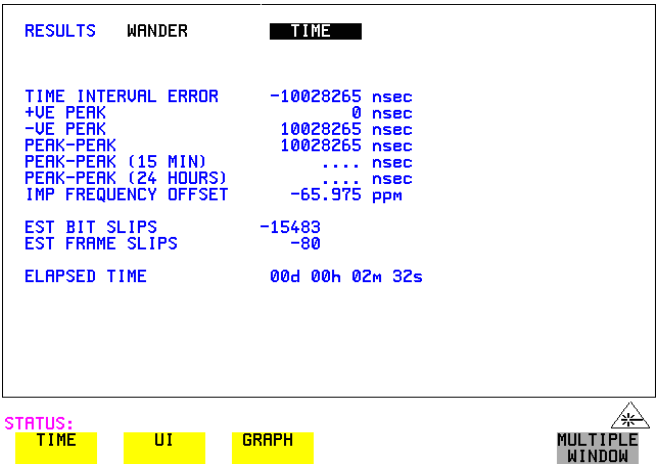 RESULTS WANDER TIME
TIME INTERVAL ERROR -10028265 nsec
+VE PEAK 0 nsec
-VE PEAK 10028265 nsec
PEAK-PEAK 10028265 nsec
PEAK-PEAK (15 MIN) .... nsec
PEAK-PEAK (24 HOURS) .... nsec
IMP FREQUENCY OFFSET -65.975 ppm
EST BIT SLIPS -15483
EST FRAME SLIPS -80
ELAPSED TIME 00d 00h 02m 32s
STATUS:
TIME UI GRAPH MULTIPLE
WINDOW